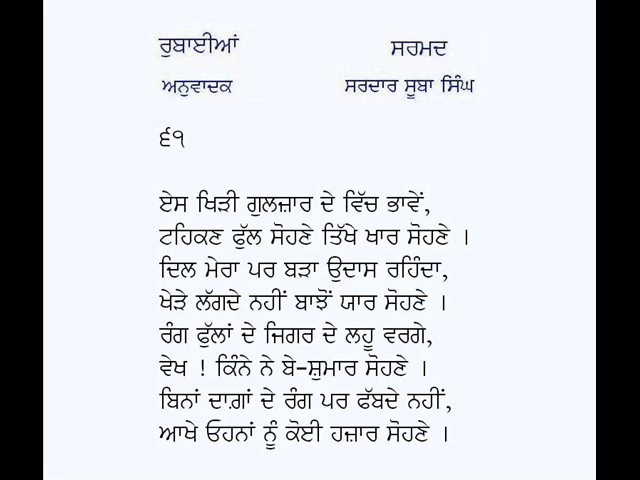 ਰੁਬਾਈਆਂ ਸਰਮਦ
ਅਨੁਵਾਦਕ ਸਰਦਾਰ ਸੂਬਾ ਸਿੰਘ
੬੧
ਏਸ ਖਿੜੀ ਗੁਲਜ਼ਾਰ ਦੇ ਵਿੱਚ ਭਾਵੇਂ,
ਟਹਿਕਣ ਫੁੱਲ ਸੋਹਣੇ ਤਿੱਖੇ ਖਾਰ ਸੋਹਣੇ ।
ਦਿਲ ਮੇਰਾ ਪਰ ਬੜਾ ਉਦਾਸ ਰਹਿੰਦਾ,
ਖੇੜੇ ਲੱਗਦੇ ਨਹੀਂ ਬਾਝੋਂ ਯਾਰ ਸੋਹਣੇ ।
ਰੰਗ ਫੁੱਲਾਂ ਦੇ ਜਿਗਰ ਦੇ ਲਹੂ ਵਰਗੇ,
ਵੇਖ ! ਕਿੰਨੇ ਨੇ ਬੇ-ਸ਼ੁਮਾਰ ਸੋਹਣੇ ।
ਬਿਨਾਂ ਦਾਗ਼ਾਂ ਦੇ ਰੰਗ ਪਰ ਫੱਬਦੇ ਨਹੀਂ,
ਆਖੇ ਓਹਨਾਂ ਨੂੰ ਕੋਈ ਹਜ਼ਾਰ ਸੋਹਣੇ ।